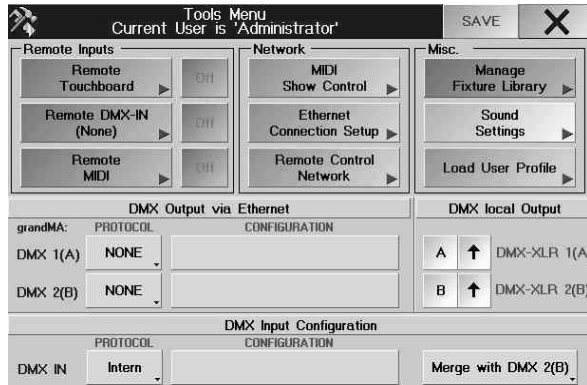 Tools Menu
Current User is 'Administrator'
SAVE
Remote Inputs
Network
Misc.
Remote
Touchboard
Off
MIDI
Show Control
Manage
Fixture Library
Remote DMX-IN
(None)
Off
Ethernet
Connection Setup
Sound
Settings
Remote
MIDI
Off
Remote Control
Network
Load User Profile
DMX Output via Ethernet
DMX local Output
grandMA: PROTOCOL CONFIGURATION
DMX 1(A) NONE
A DMX-XLR 1(A
DMX 2(B) NONE
B DMX-XLR 2(B)
DMX Input Configuration
PROTOCOL CONFIGURATION
DMX IN Intern
Merge with DMX 2(B)